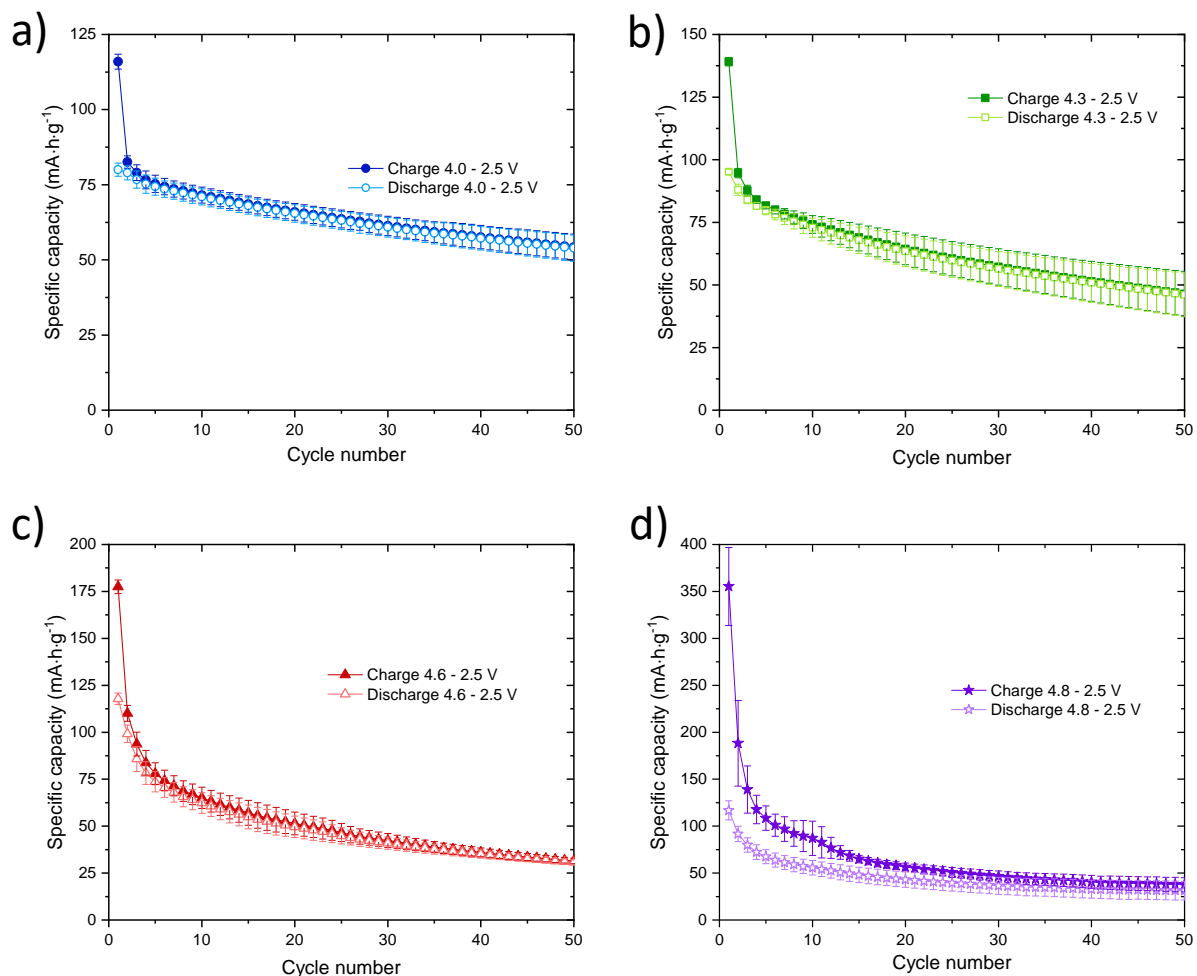 a)
Specific capacity (mA·h·g⁻¹)
125
100
75
50
25
0
Charge 4.0 - 2.5 V
Discharge 4.0 - 2.5 V
0 10 20 30 40 50
Cycle number
b)
Specific capacity (mA·h·g⁻¹)
150
125
100
75
50
25
0
Charge 4.3 - 2.5 V
Discharge 4.3 - 2.5 V
0 10 20 30 40 50
Cycle number
c)
Specific capacity (mA·h·g⁻¹)
200
175
150
125
100
75
50
25
0
Charge 4.6 - 2.5 V
Discharge 4.6 - 2.5 V
0 10 20 30 40 50
Cycle number
d)
Specific capacity (mA·h·g⁻¹)
400
350
300
250
200
150
100
50
0
Charge 4.8 - 2.5 V
Discharge 4.8 - 2.5 V
0 10 20 30 40 50
Cycle number